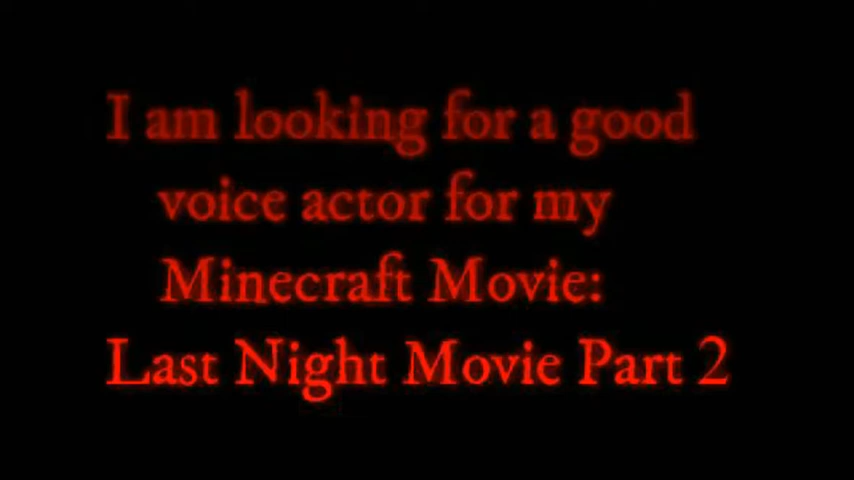 I am looking for a good
voice actor for my
Minecraft Movie:
Last Night Movie Part 2